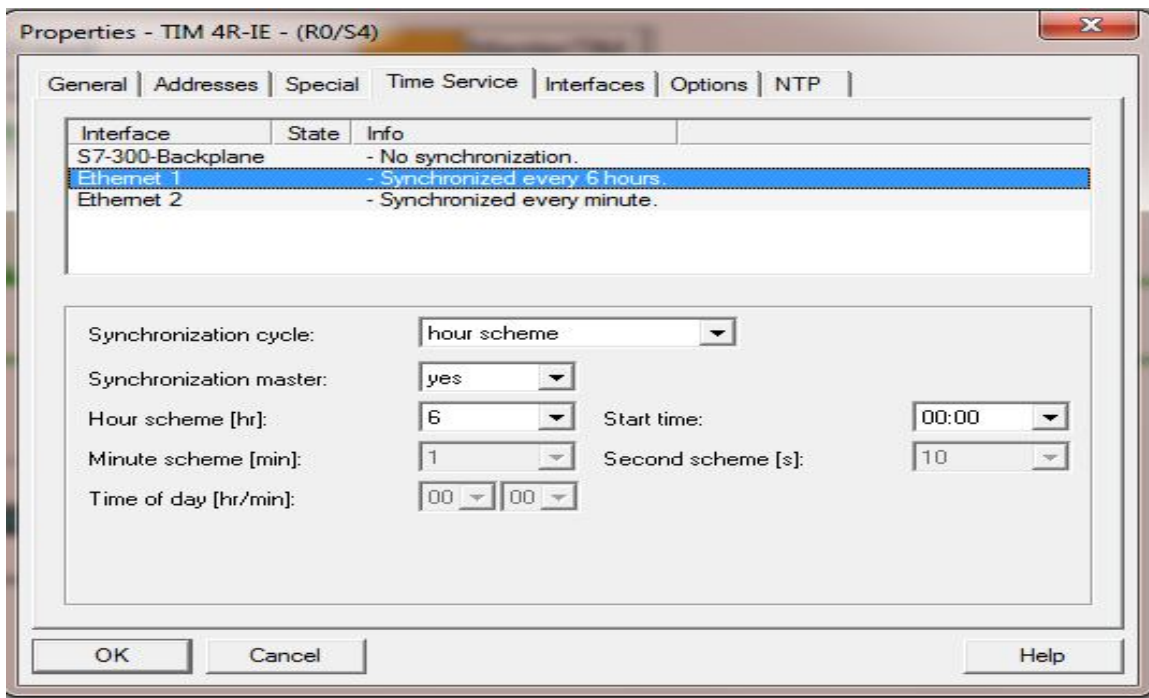 Properties - TIM 4R-IE - (R0/S4)
General Addresses Special Time Service Interfaces Options NTP
Interface State Info
S7-300-Backplane - No synchronization.
Ethernet 1 - Synchronized every 6 hours.
Ethernet 2 - Synchronized every minute.
Synchronization cycle: hour scheme
Synchronization master: yes
Hour scheme [hr]: 6 Start time: 00:00
Minute scheme [min]: 1 Second scheme [s]: 10
Time of day [hr/min]: 00 00
OK Cancel Help